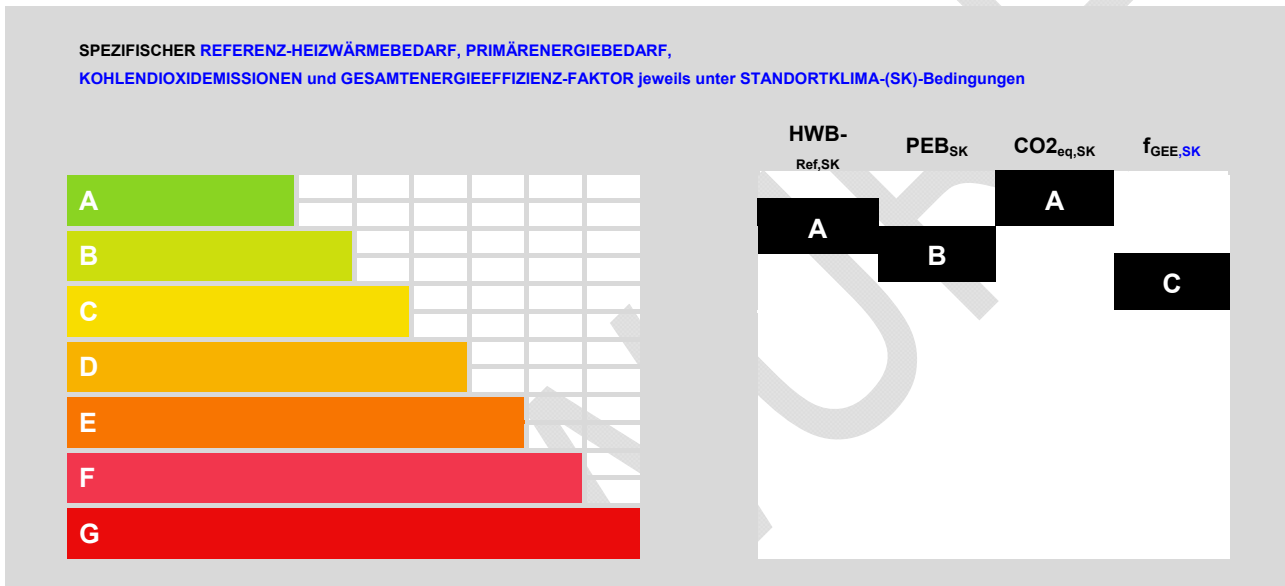 SPEZIFISCHER REFERENZ-HEIZWÄRMEBEDARF, PRIMÄRENERGIEBEDARF,
KOHLENDIOXIDEMISSIONEN und GESAMTENERGIEEFFIZIENZ-FAKTOR jeweils unter STANDORTKLIMA-(SK)-Bedingungen
HWB-
Ref,SK
PEBSK
CO2eq,SK
fGEE,SK
A
B
C
D
E
F
G
A
B
A
C